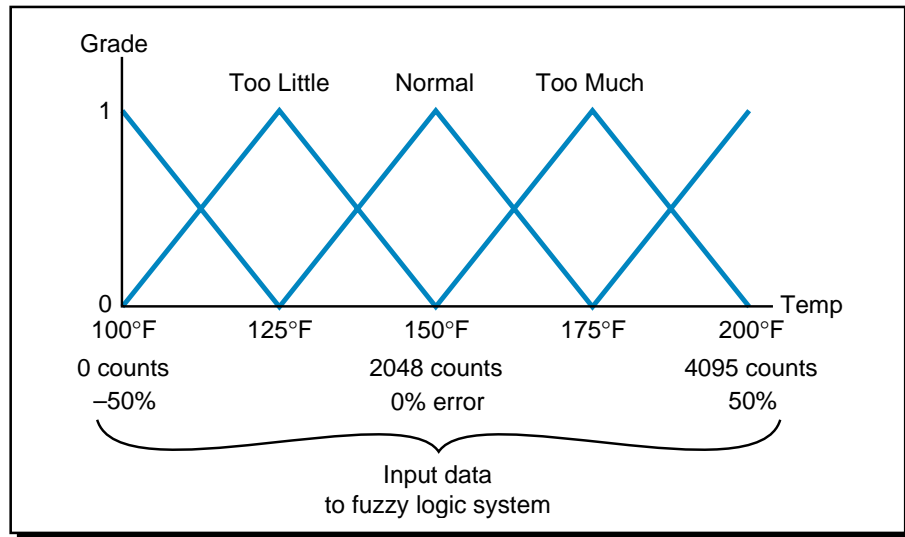 Grade
Too Little Normal Too Much
1
0
Temp
100°F 125°F 150°F 175°F 200°F
0 counts 2048 counts 4095 counts
–50% 0% error 50%
Input data
to fuzzy logic system